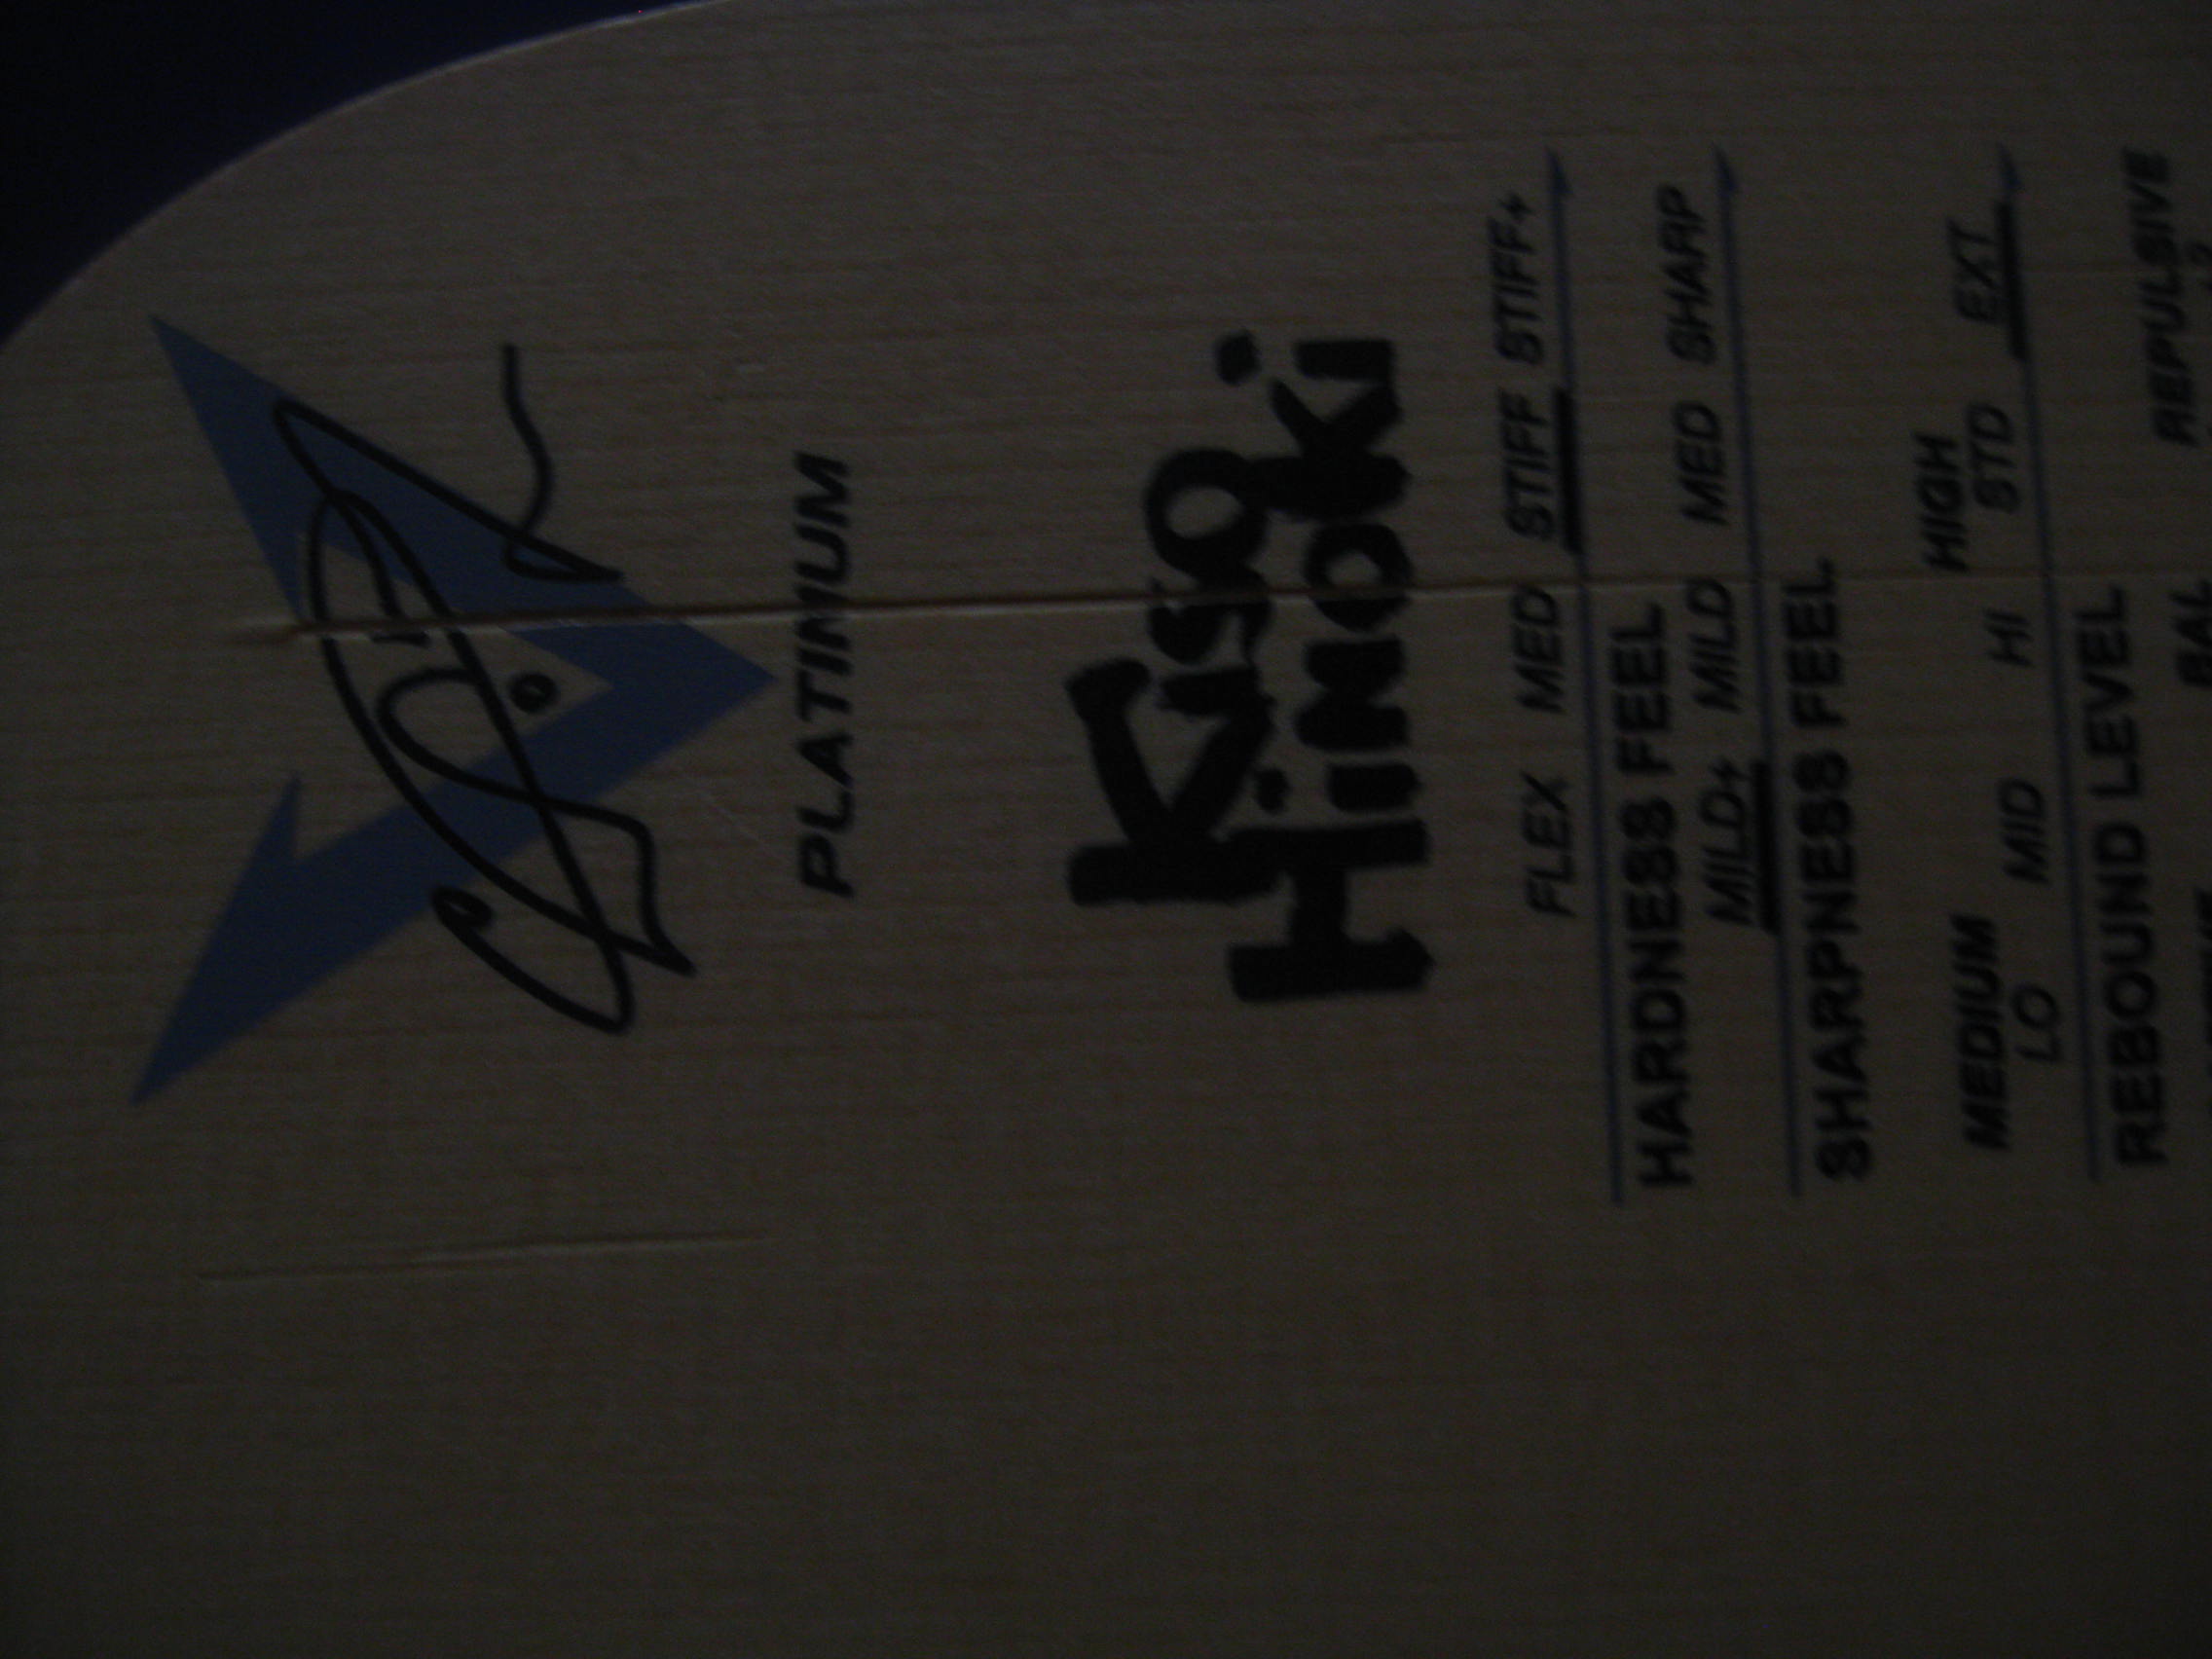 PLATINUM
Kiso
Hinoki
FLEX MED STIFF STIFF+
HARDNESS FEEL
MILD+ MILD MED SHARP
SHARPNESS FEEL
MEDIUM HIGH
LO MID HI STD EXT
REBOUND LEVEL
BAL REPULSIVE